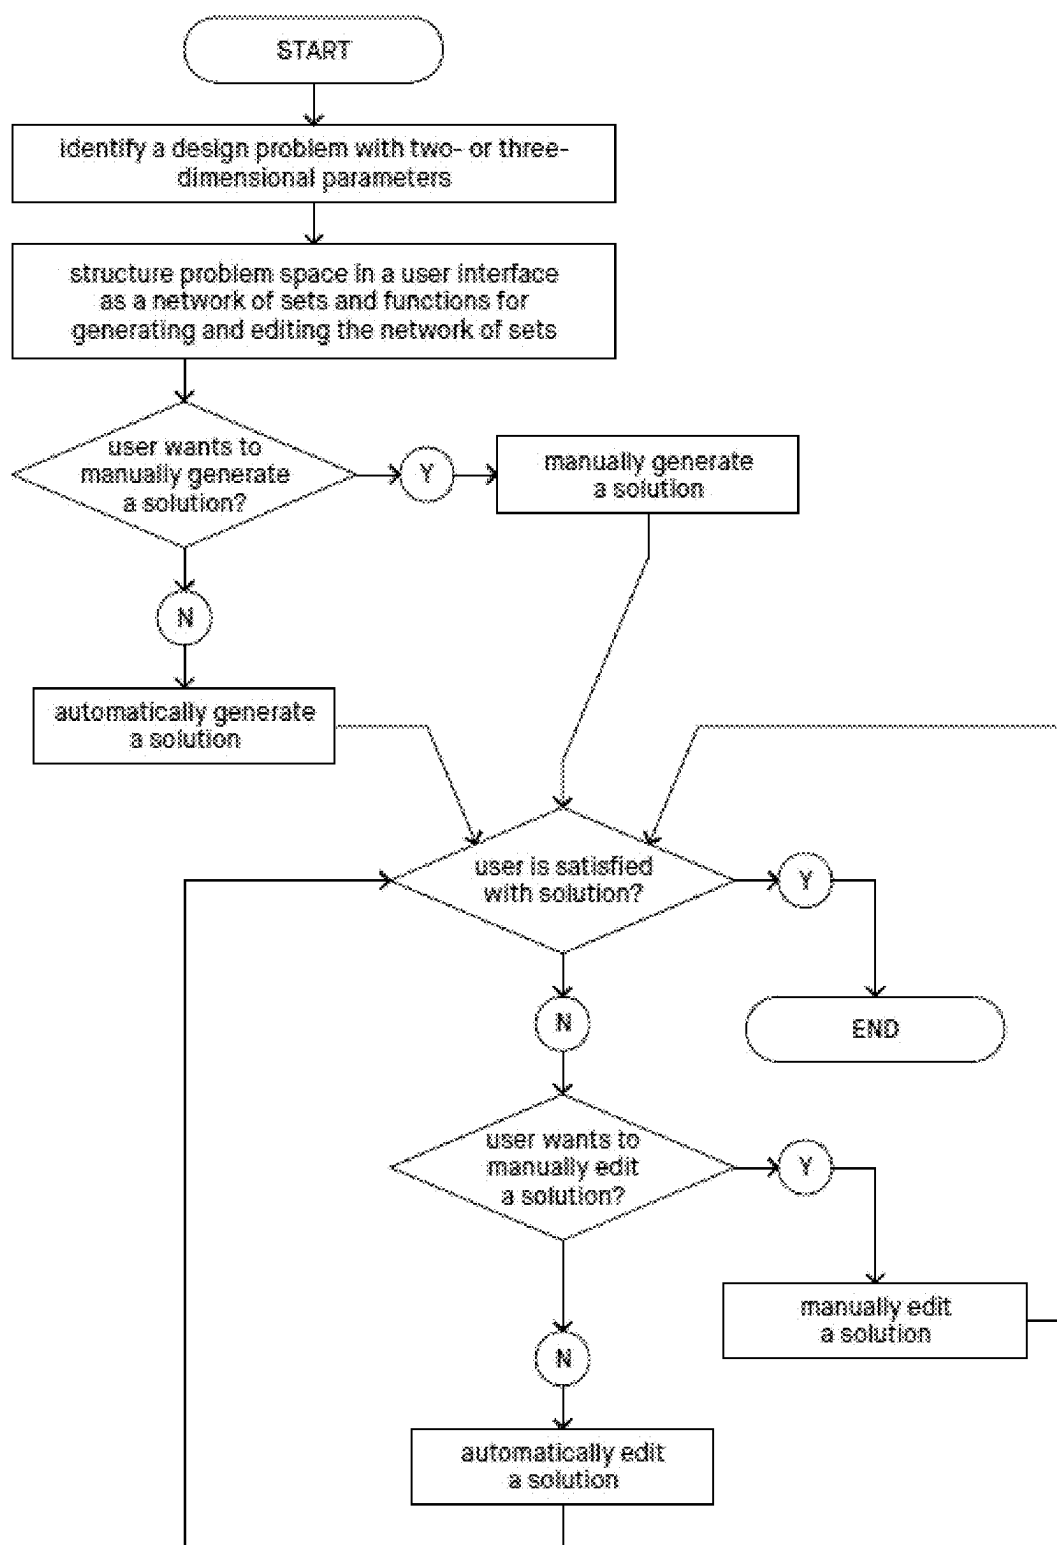 START
identify a design problem with two- or three-
dimensional parameters
structure problem space in a user interface
as a network of sets and functions for
generating and editing the network of sets
user wants to
manually generate
a solution?
Y
manually generate
a solution
N
automatically generate
a solution
user is satisfied
with solution?
Y
N
END
user wants to
manually edit
a solution?
Y
manually edit
a solution
N
automatically edit
a solution